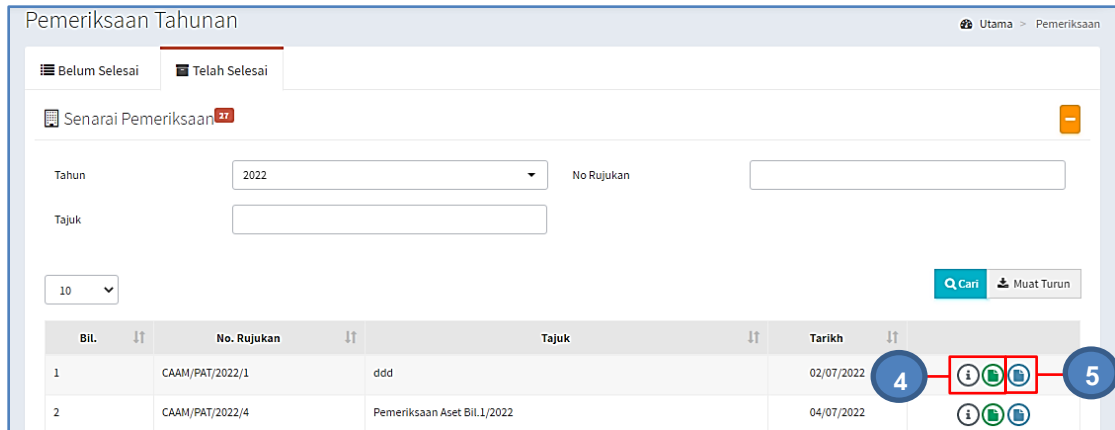 Pemeriksaan Tahunan
Utama > Pemeriksaan
Belum Selesai
Telah Selesai
Senarai Pemeriksaan 27
Tahun
2022
No Rujukan
Tajuk
10
Cari
Muat Turun
Bil. No. Rujukan Tajuk Tarikh
1 CAAM/PAT/2022/1 ddd 02/07/2022
4
5
2 CAAM/PAT/2022/4 Pemeriksaan Aset Bil.1/2022 04/07/2022